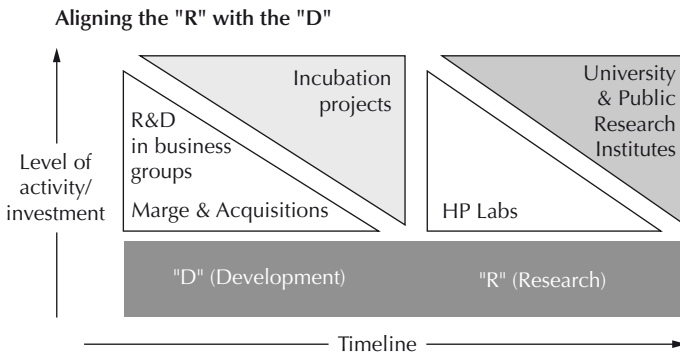 Aligning the "R" with the "D"
Level of
activity/
investment
R&D
in business
groups
Marge & Acquisitions
Incubation
projects
HP Labs
University
& Public
Research
Institutes
"D" (Development)
"R" (Research)
Timeline